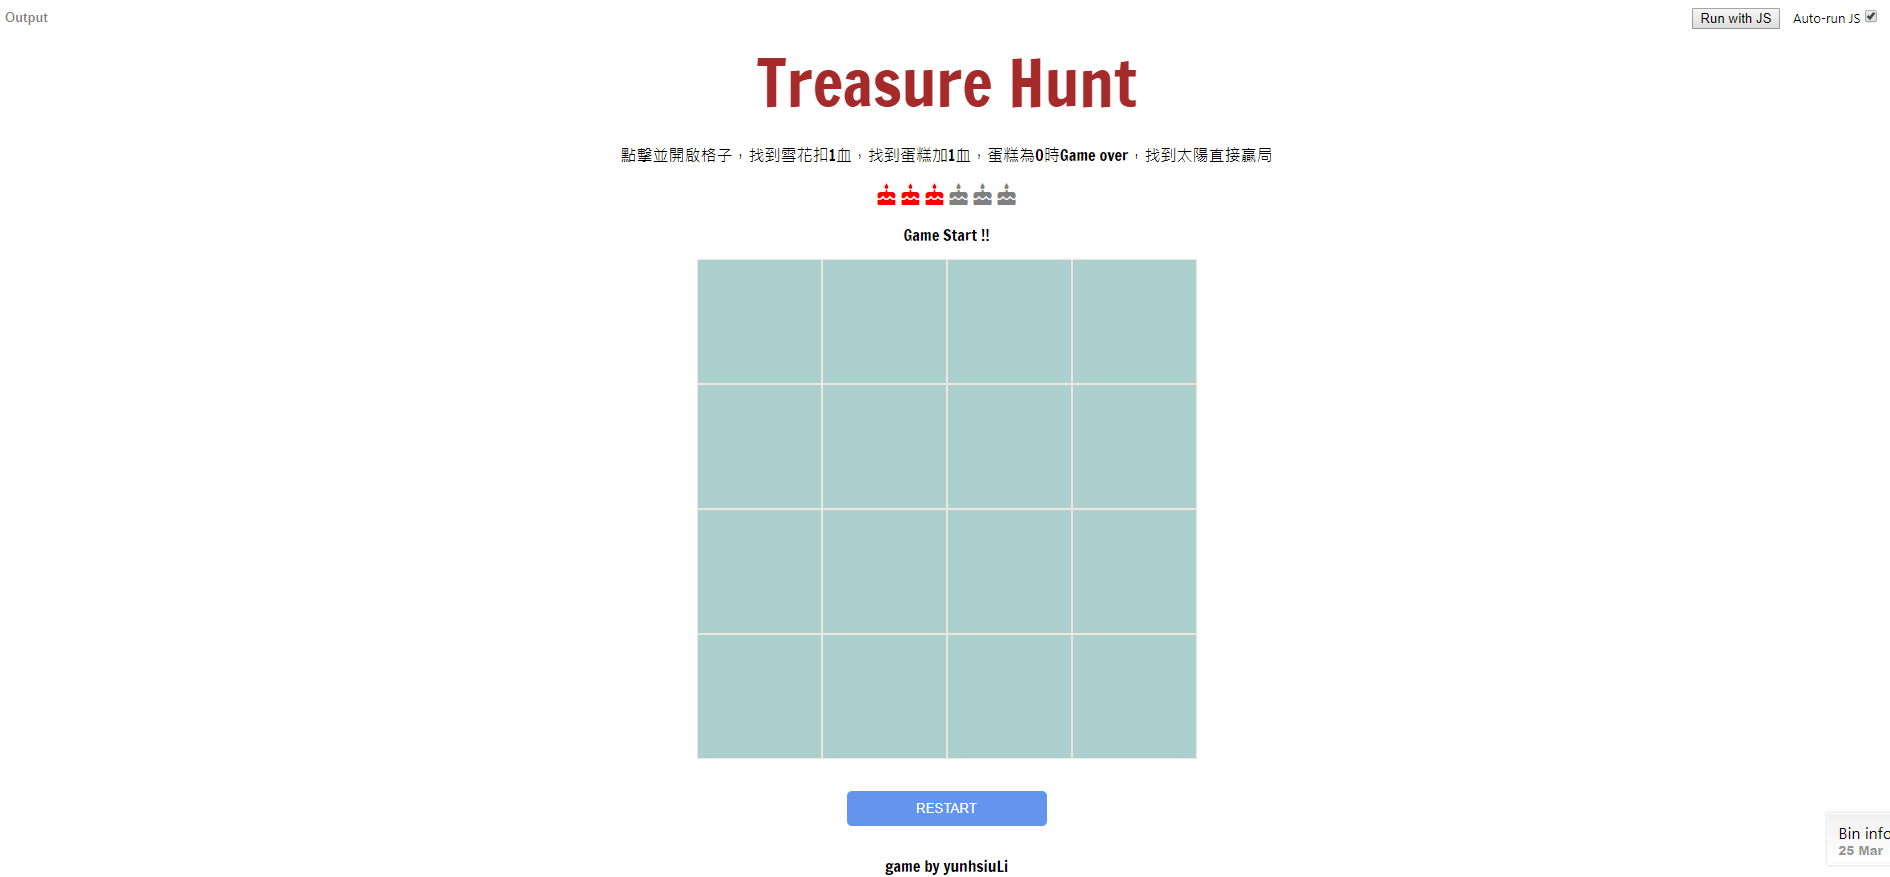 Output
Run with JS Auto-run JS
Treasure Hunt
點擊並開啟格子，找到雪花扣1血，找到蛋糕加1血，蛋糕為0時Game over，找到太陽直接贏局
Game Start !!
RESTART
Bin info
25 Mar
game by yunhsiuLi